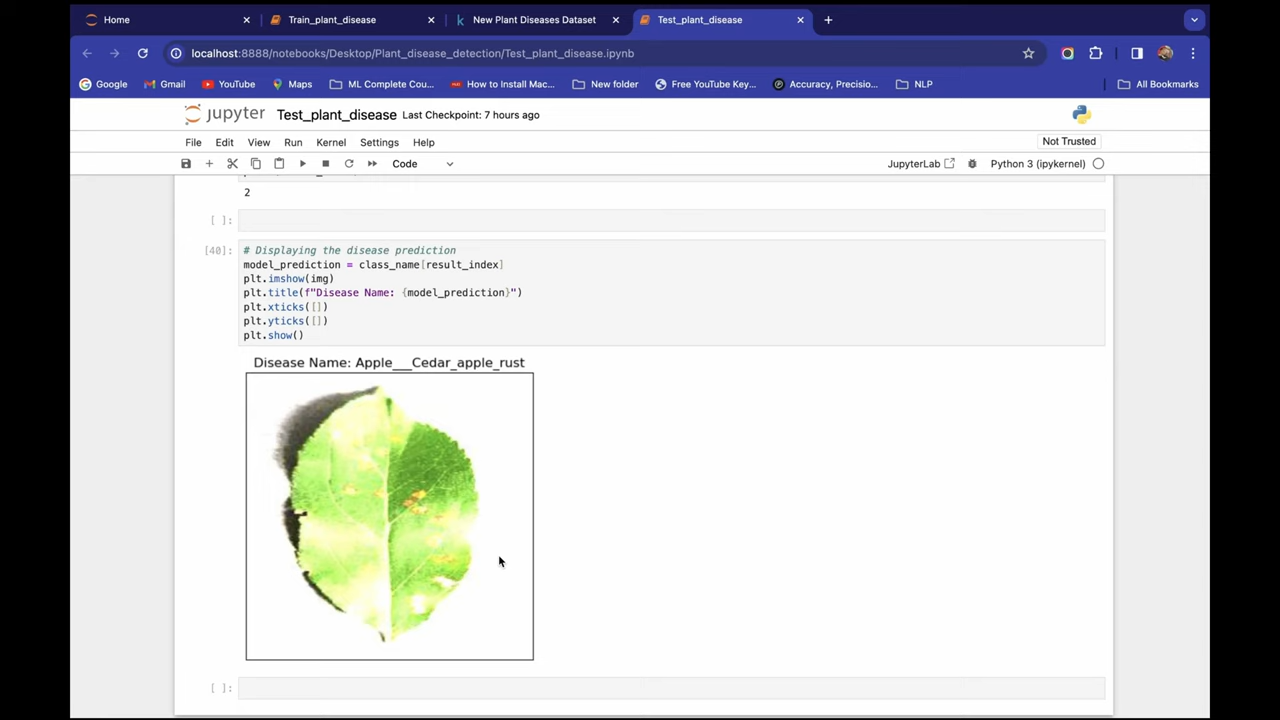 Home
Train_plant_disease
New Plant Diseases Dataset
Test_plant_disease
localhost:8888/notebooks/Desktop/Plant_disease_detection/Test_plant_disease.ipynb
Google Gmail YouTube Maps ML Complete Cou... How to Install Mac... New folder Free YouTube Key... Accuracy, Precisio... NLP All Bookmarks
jupyter Test_plant_disease Last Checkpoint: 7 hours ago
File Edit View Run Kernel Settings Help Not Trusted
Code JupyterLab Python 3 (ipykernel)
2
[ ]:
[40]: # Displaying the disease prediction
model_prediction = class_name[result_index]
plt.imshow(img)
plt.title(f"Disease Name: {model_prediction}")
plt.xticks([])
plt.yticks([])
plt.show()
Disease Name: Apple___Cedar_apple_rust
[ ]: